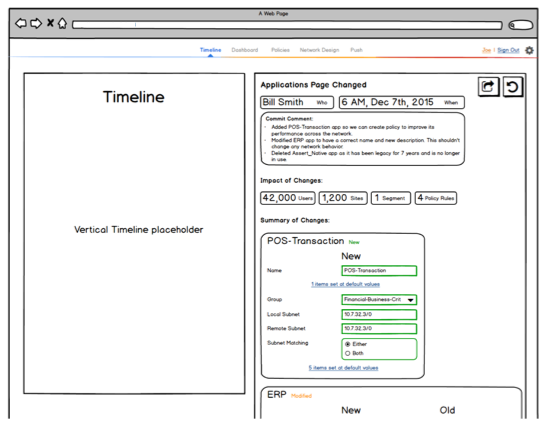 A Web Page
Timeline Dashboard Policies Network Design Push
Joe | Sign Out
Timeline
Vertical Timeline placeholder
Applications Page Changed
Bill Smith Who 6 AM, Dec 7th, 2015 When
Commit Comment:
- Added POS-Transaction app so we can create policy to improve its
performance across the network.
- Modified ERP app to have a correct name and new description. This shouldn't
change any network behavior
- Deleted Assert_Native app as it has been legacy for 7 years and is no longer
in use
Impact of Changes:
42,000 Users 1,200 Sites 1 Segment 4 Policy Rules
Summary of Changes:
POS-Transaction New
New
Name POS-Transaction
1 items set at default values
Group Financial-Business-Crit
Local Subnet 10.7.32.3/0
Remote Subnet 10.7.32.3/0
Subnet Matching Either
Both
5 items set at default values
ERP Modified
New Old